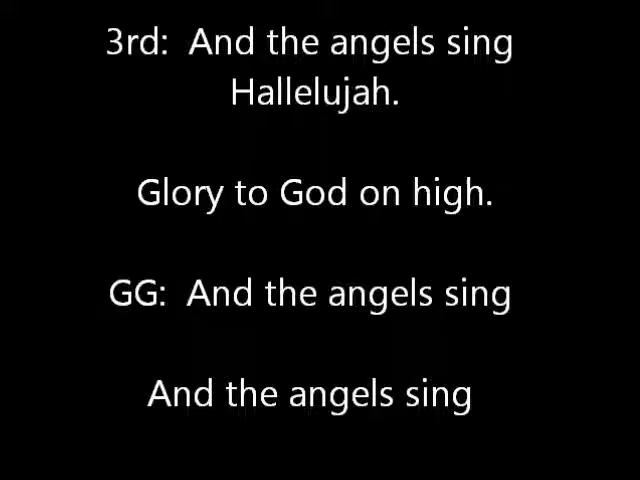 3rd:  And the angels sing
Hallelujah.
Glory to God on high.
GG:  And the angels sing
And the angels sing